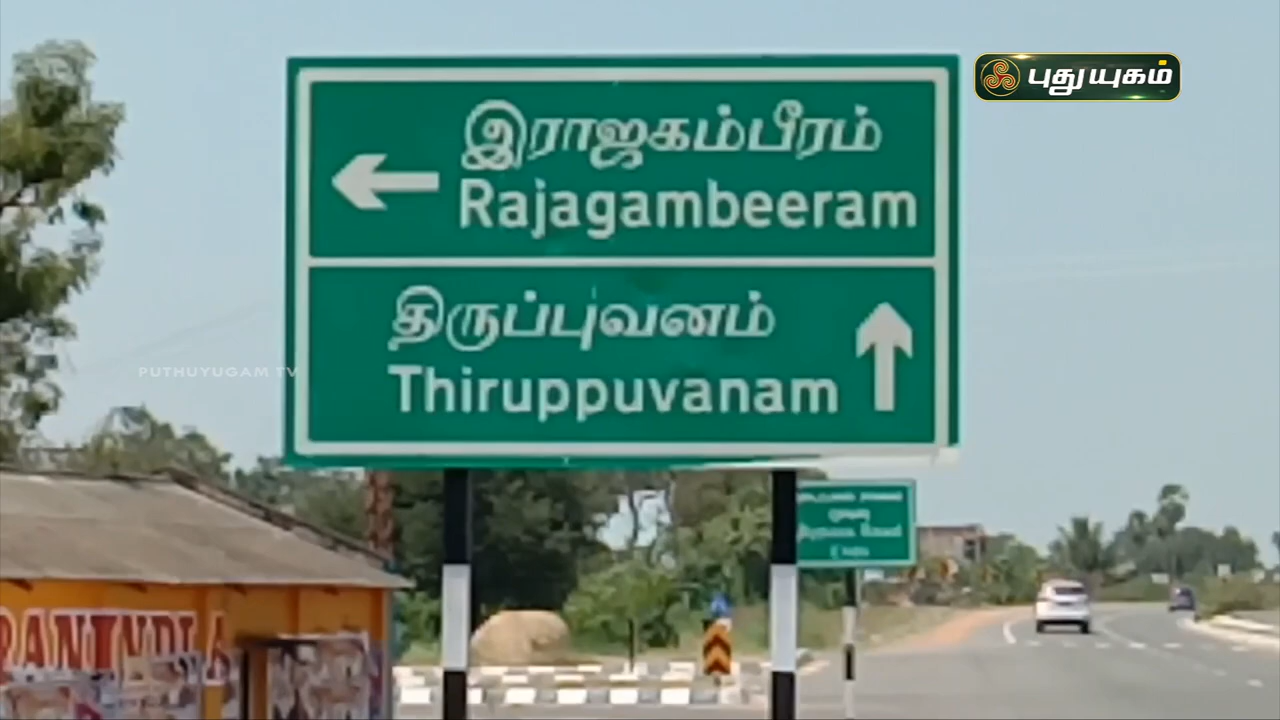 புதுயுகம்
இராஜகம்பீரம்
Rajagambeeram
திருப்புவனம்
Thiruppuvanam
PUTHUYUGAM TV